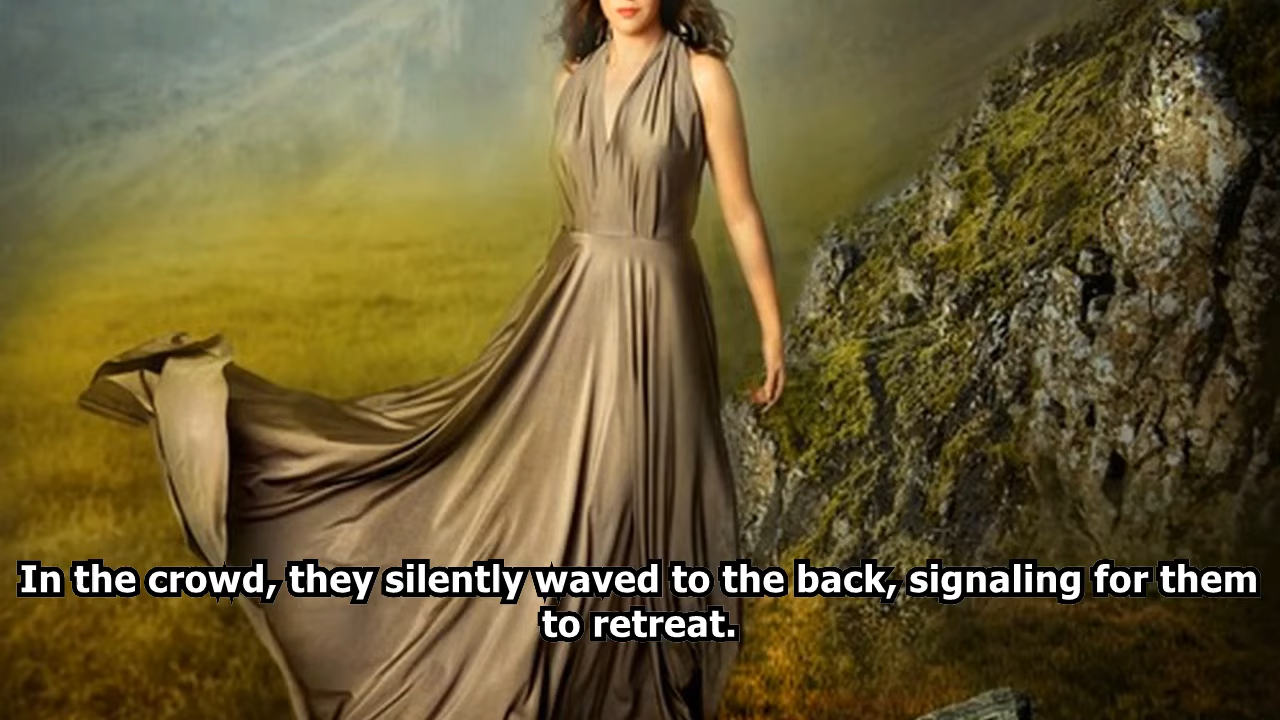 In the crowd, they silently waved to the back, signaling for them
to retreat.